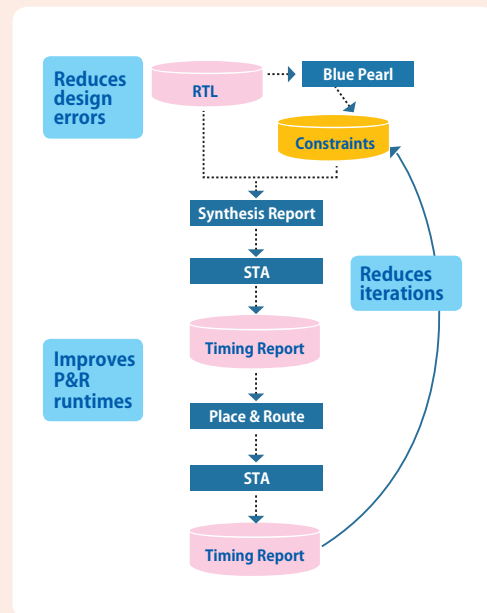 Reduces
design
errors
RTL
Blue Pearl
Constraints
Synthesis Report
STA
Reduces
iterations
Timing Report
Improves
P&R
runtimes
Place & Route
STA
Timing Report